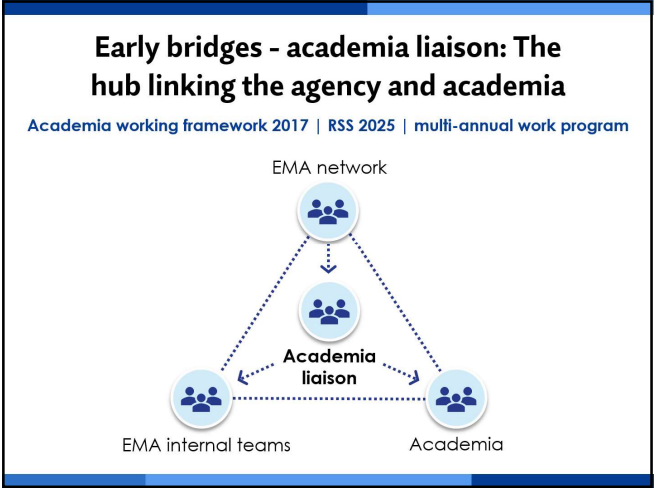 Early bridges - academia liaison: The
hub linking the agency and academia
Academia working framework 2017 | RSS 2025 | multi-annual work program
EMA network
Academia
liaison
EMA internal teams
Academia